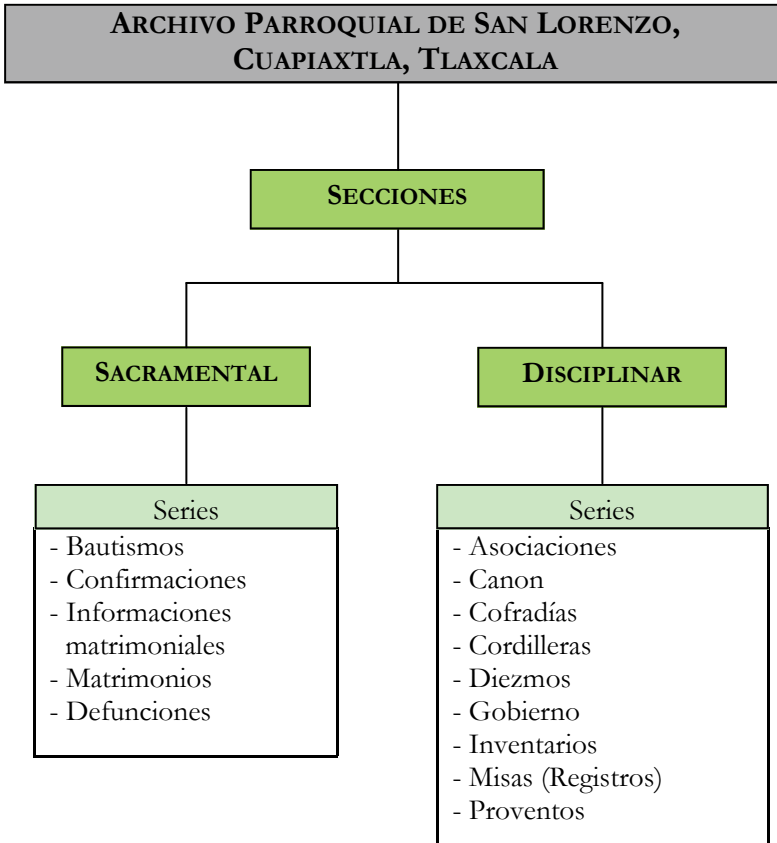 ARCHIVO PARROQUIAL DE SAN LORENZO,
CUAPIAXTLA, TLAXCALA
SECCIONES
SACRAMENTAL
DISCIPLINAR
Series
- Bautismos
- Confirmaciones
- Informaciones
matrimoniales
- Matrimonios
- Defunciones
Series
- Asociaciones
- Canon
- Cofradías
- Cordilleras
- Diezmos
- Gobierno
- Inventarios
- Misas (Registros)
- Proventos